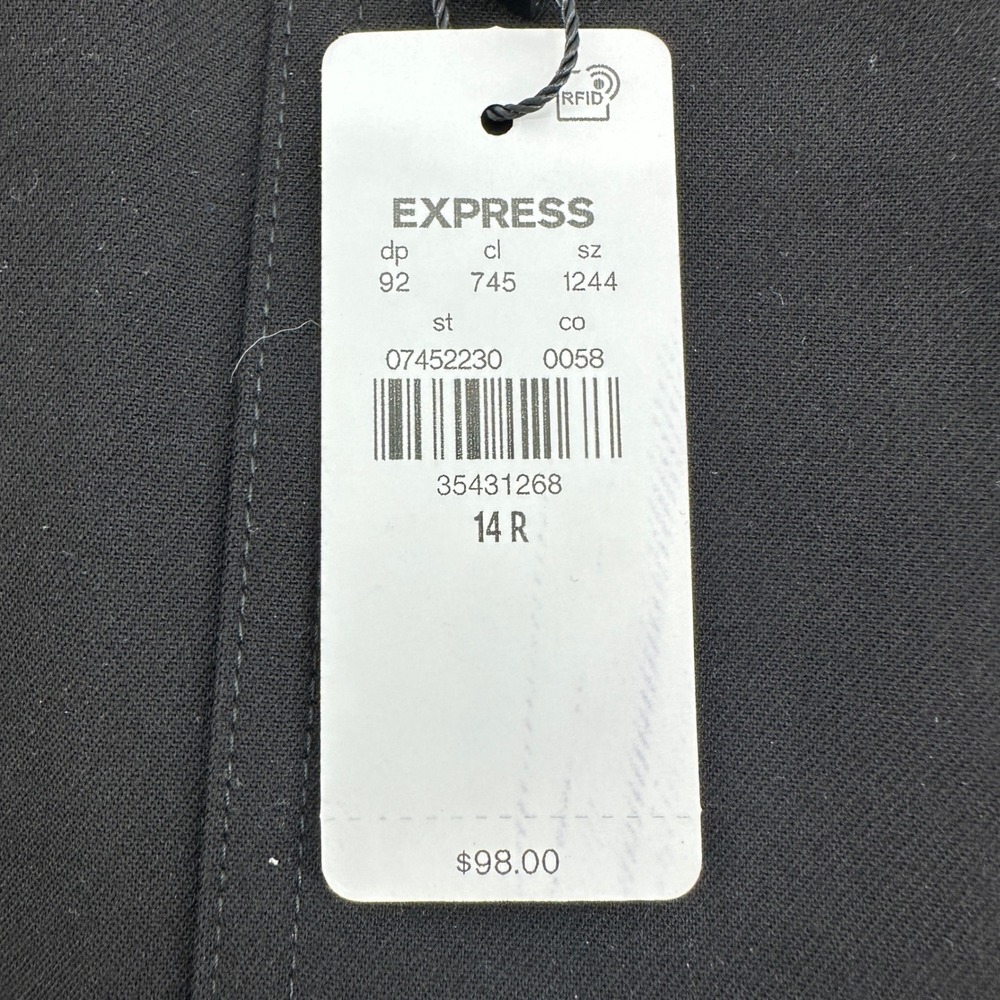 RFID
EXPRESS
dp cl sz
92 745 1244
st co
07452230 0058
35431268
14 R
$98.00